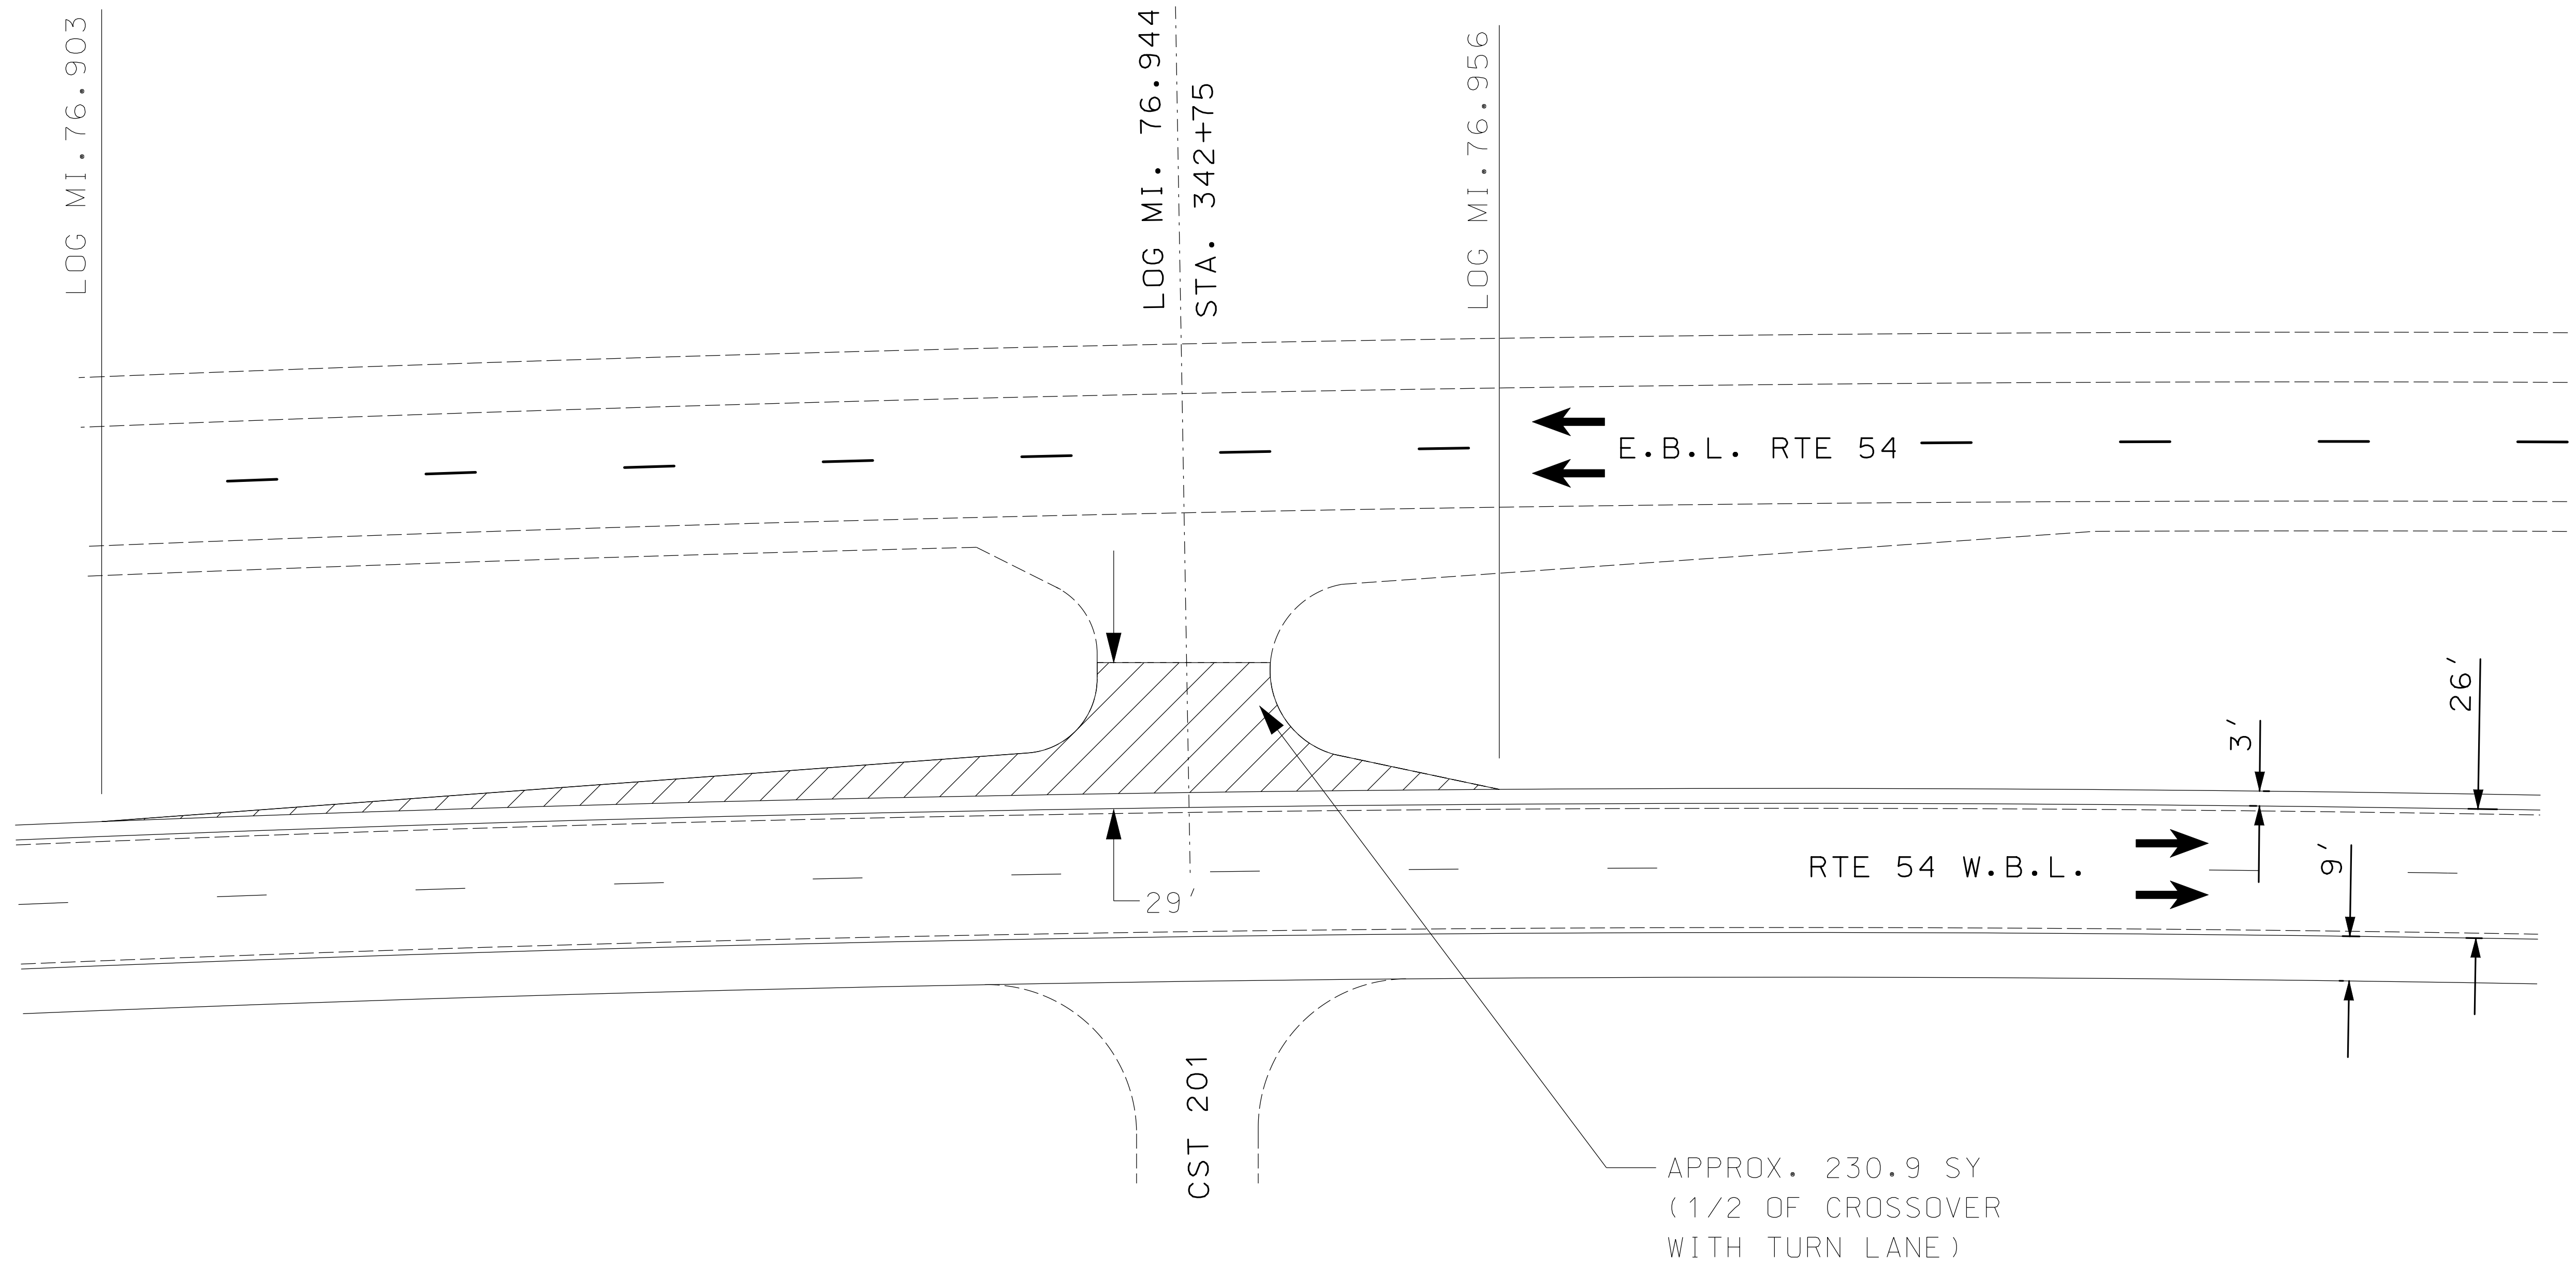 LOG MI.76.903
LOG MI. 76.944
STA. 342+75
LOG MI.76.956
E.B.L. RTE 54
26'
3'
9'
RTE 54 W.B.L.
29'
CST 201
APPROX. 230.9 SY
(1/2 OF CROSSOVER
WITH TURN LANE)